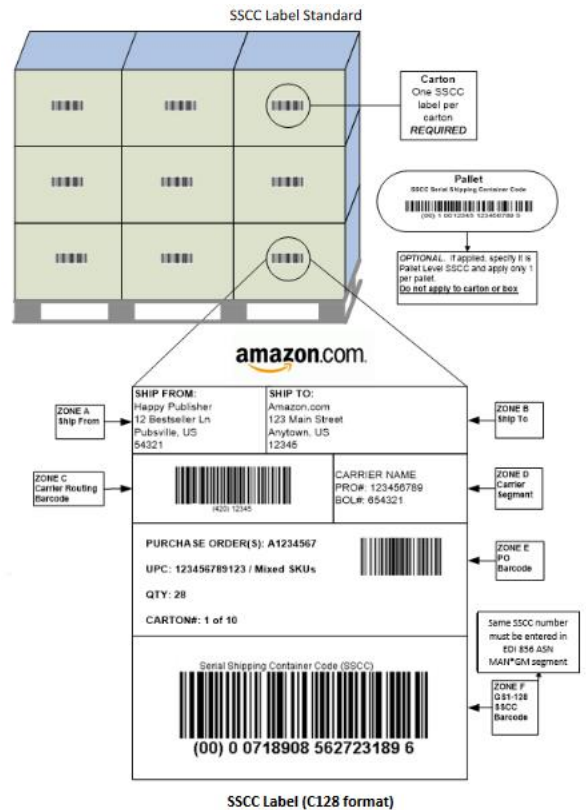 SSCC Label Standard
Carton
One SSCC
label per
carton
REQUIRED
Pallet
SSCC Serial Shipping Container Code
(00) 1 0012345 123456789 5
OPTIONAL. If applied, specify it is
Pallet Level SSCC and apply only 1
per pallet.
Do not apply to carton or box
amazon.com.
SHIP FROM:
Happy Publisher
12 Bestseller Ln
Pubsville, US
54321
SHIP TO:
Amazon.com
123 Main Street
Anytown, US
12345
ZONE A
Ship From
ZONE B
Ship To
ZONE C
Carrier Routing
Barcode
(420) 12345
CARRIER NAME
PRO#: 123456789
BOL#: 654321
ZONE D
Carrier
Segment
PURCHASE ORDER(S): A1234567
UPC: 123456789123 / Mixed SKUs
QTY: 28
CARTON#: 1 of 10
ZONE E
PO
Barcode
Same SSCC number
must be entered in
EDI 856 ASN
MAN*GM segment
Serial Shipping Container Code (SSCC)
(00) 0 0718908 562723189 6
ZONE F
GS1-128
SSCC
Barcode
SSCC Label (C128 format)